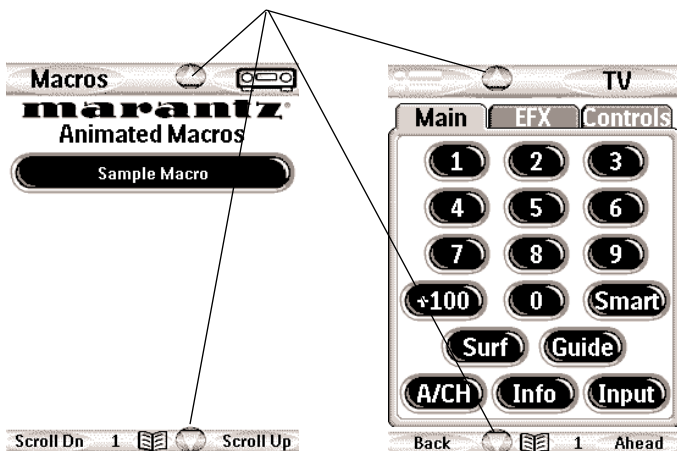 Macros
marantz
Animated Macros
Sample Macro
Scroll Dn 1 Scroll Up
TV
Main EFX Controls
1 2 3
4 5 6
7 8 9
+100 0 Smart
Surf Guide
A/CH Info Input
Back 1 Ahead